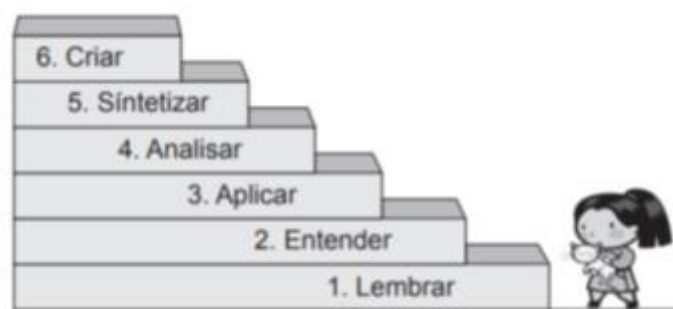 6. Criar
5. Síntetizar
4. Analisar
3. Aplicar
2. Entender
1. Lembrar